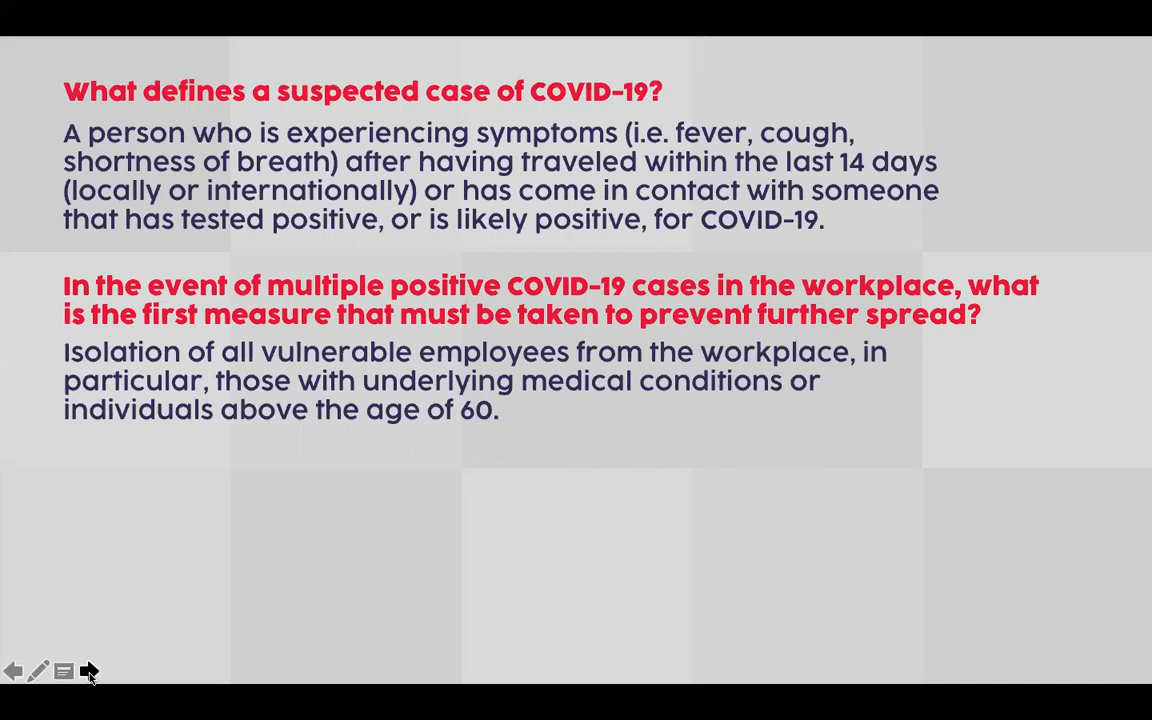 What defines a suspected case of COVID-19?
A person who is experiencing symptoms (i.e. fever, cough,
shortness of breath) after having traveled within the last 14 days
(locally or internationally) or has come in contact with someone
that has tested positive, or is likely positive, for COVID-19.
In the event of multiple positive COVID-19 cases in the workplace, what
is the first measure that must be taken to prevent further spread?
Isolation of all vulnerable employees from the workplace, in
particular, those with underlying medical conditions or
individuals above the age of 60.